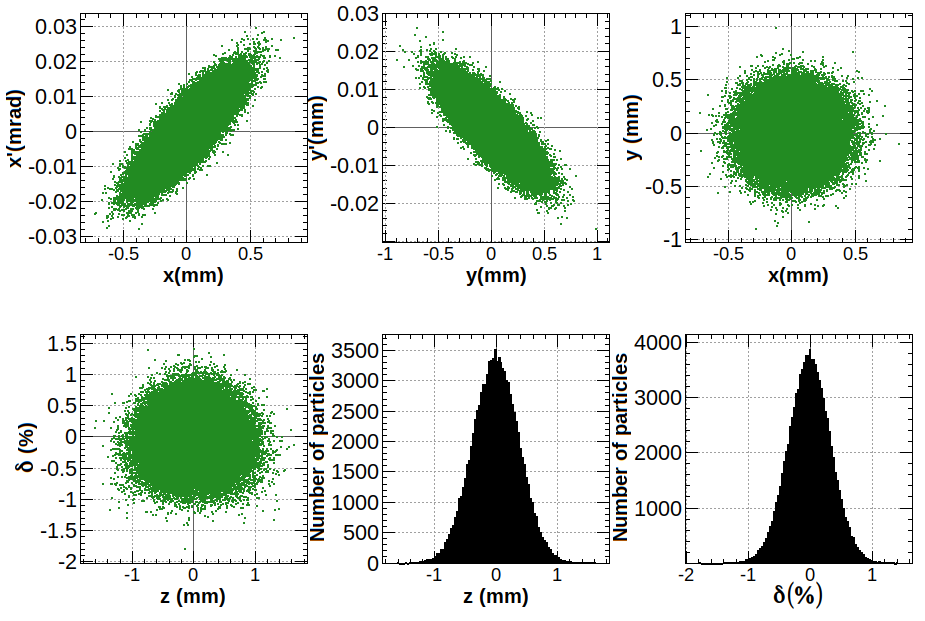 x'(mrad)
0.03
0.02
0.01
0
-0.01
-0.02
-0.03
-0.5 0 0.5
x(mm)
y'(mm)
0.03
0.02
0.01
0
-0.01
-0.02
-1 -0.5 0 0.5 1
y(mm)
y (mm)
1
0.5
0
-0.5
-1
-0.5 0 0.5
x(mm)
δ (%)
1.5
1
0.5
0
-0.5
-1
-1.5
-2
-1 0 1
z (mm)
Number of particles
3500
3000
2500
2000
1500
1000
500
0
-1 0 1
z (mm)
Number of particles
4000
3000
2000
1000
-2 -1 0 1
δ(%)